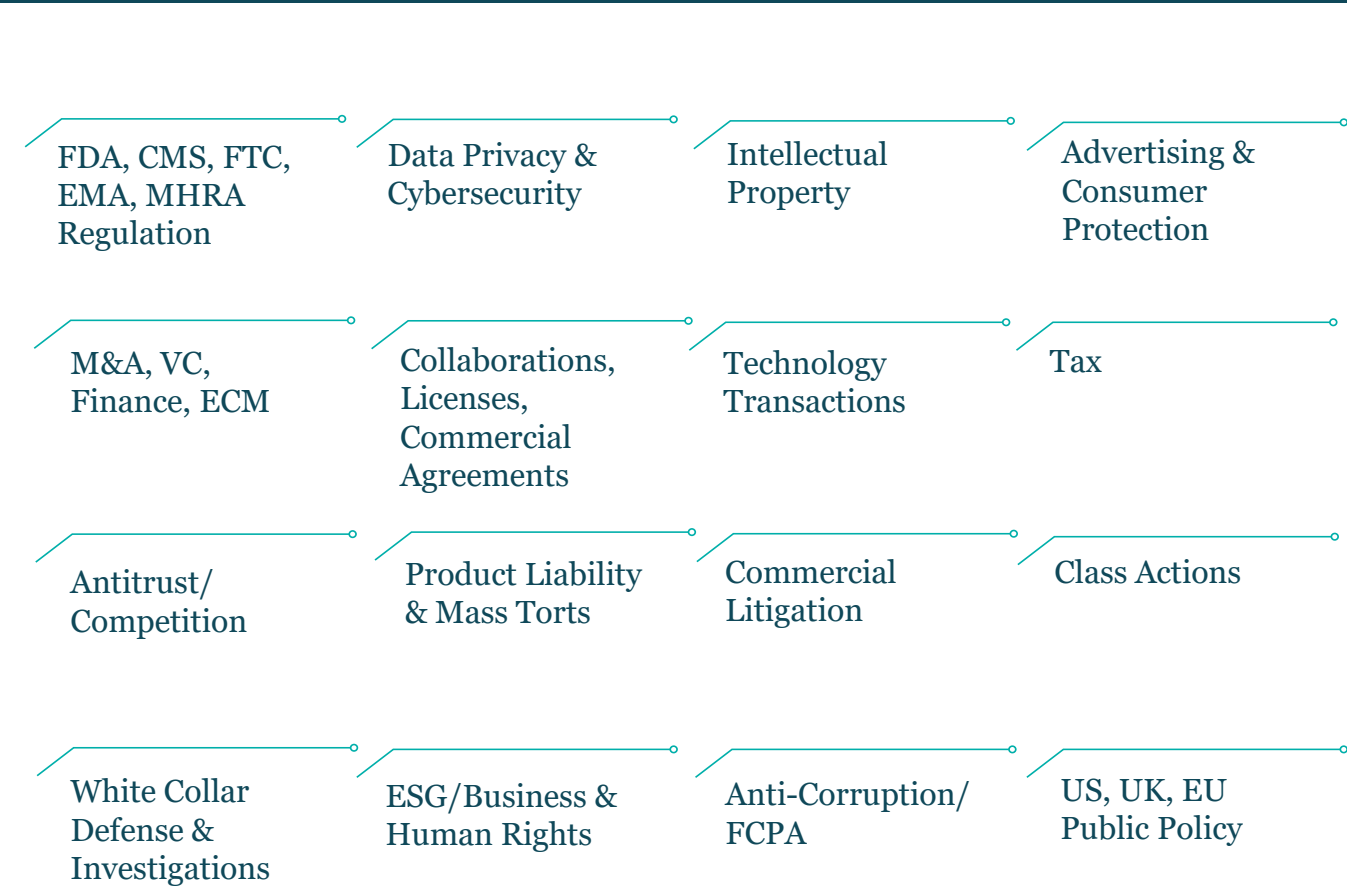 FDA, CMS, FTC,
EMA, MHRA
Regulation
Data Privacy &
Cybersecurity
Intellectual
Property
Advertising &
Consumer
Protection
M&A, VC,
Finance, ECM
Collaborations,
Licenses,
Commercial
Agreements
Technology
Transactions
Tax
Antitrust/
Competition
Product Liability
& Mass Torts
Commercial
Litigation
Class Actions
White Collar
Defense &
Investigations
ESG/Business &
Human Rights
Anti-Corruption/
FCPA
US, UK, EU
Public Policy